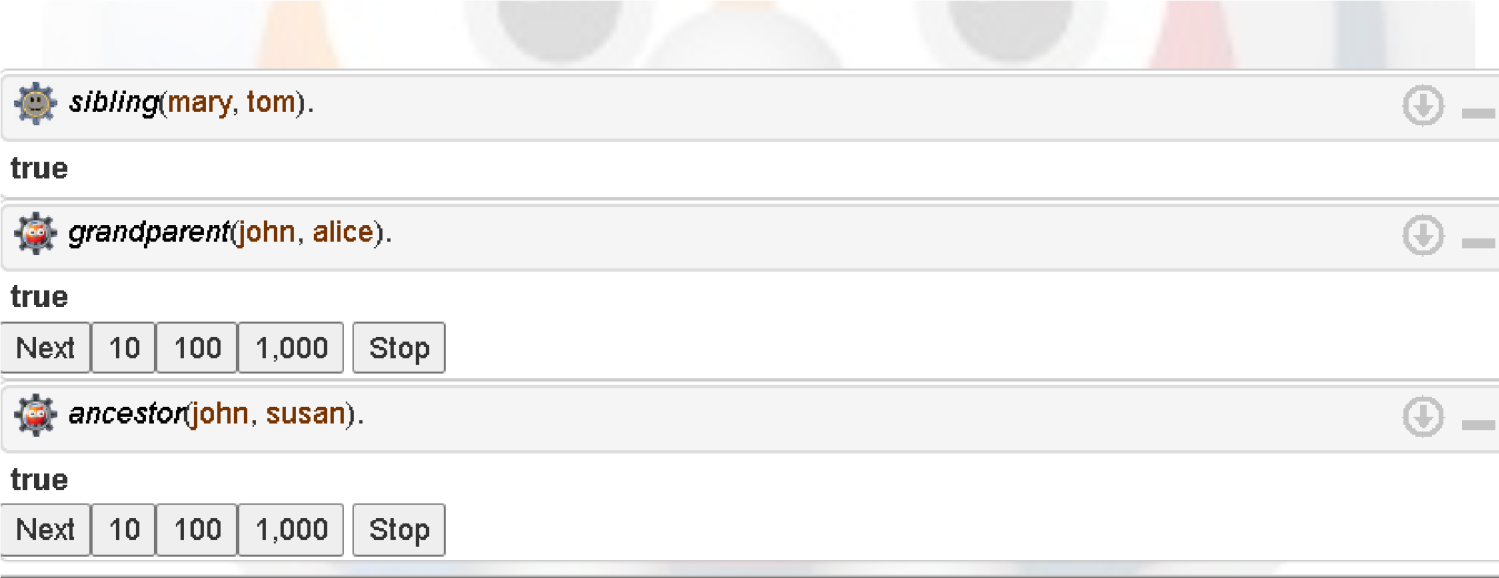 sibling(mary, tom).
true
grandparent(john, alice).
true
Next 10 100 1,000 Stop
ancestor(john, susan).
true
Next 10 100 1,000 Stop